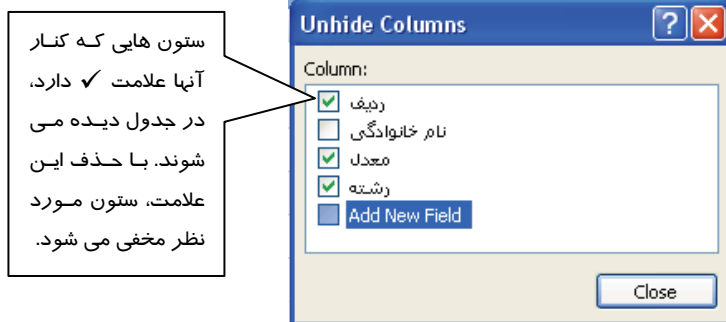 ستون هایی که کنار
آنها علامت ✓ دارد،
در جدول دیده می
شوند. با حذف این
علامت، ستون مورد
نظر مخفی می شود.
Unhide Columns
Column:
ردیف
نام خانوادگی
معدل
رشته
Add New Field
Close